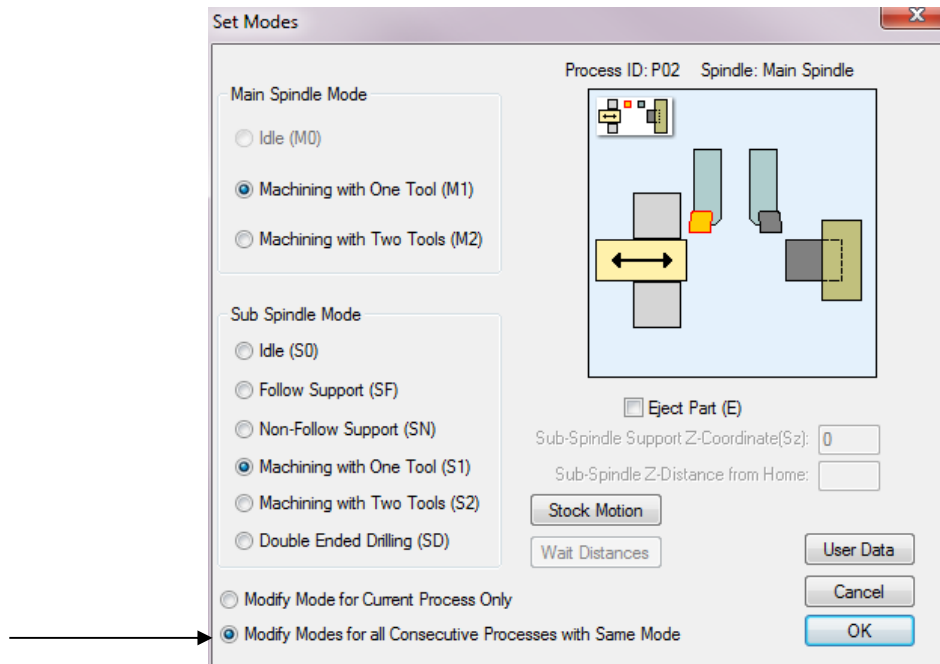 Set Modes
Process ID: P02 Spindle: Main Spindle
Main Spindle Mode
Idle (M0)
Machining with One Tool (M1)
Machining with Two Tools (M2)
Sub Spindle Mode
Idle (S0)
Follow Support (SF)
Non-Follow Support (SN)
Machining with One Tool (S1)
Machining with Two Tools (S2)
Double Ended Drilling (SD)
Eject Part (E)
Sub-Spindle Support Z-Coordinate(Sz): 0
Sub-Spindle Z-Distance from Home:
Stock Motion
Wait Distances
User Data
Cancel
OK
Modify Mode for Current Process Only
Modify Modes for all Consecutive Processes with Same Mode